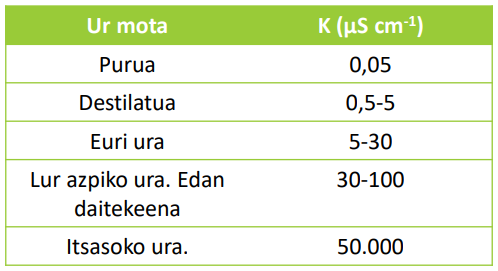 Ur mota K (µS cm⁻¹)
Purua 0,05
Destilatua 0,5-5
Euri ura 5-30
Lur azpiko ura. Edan 30-100
daitekeena
Itsasoko ura. 50.000